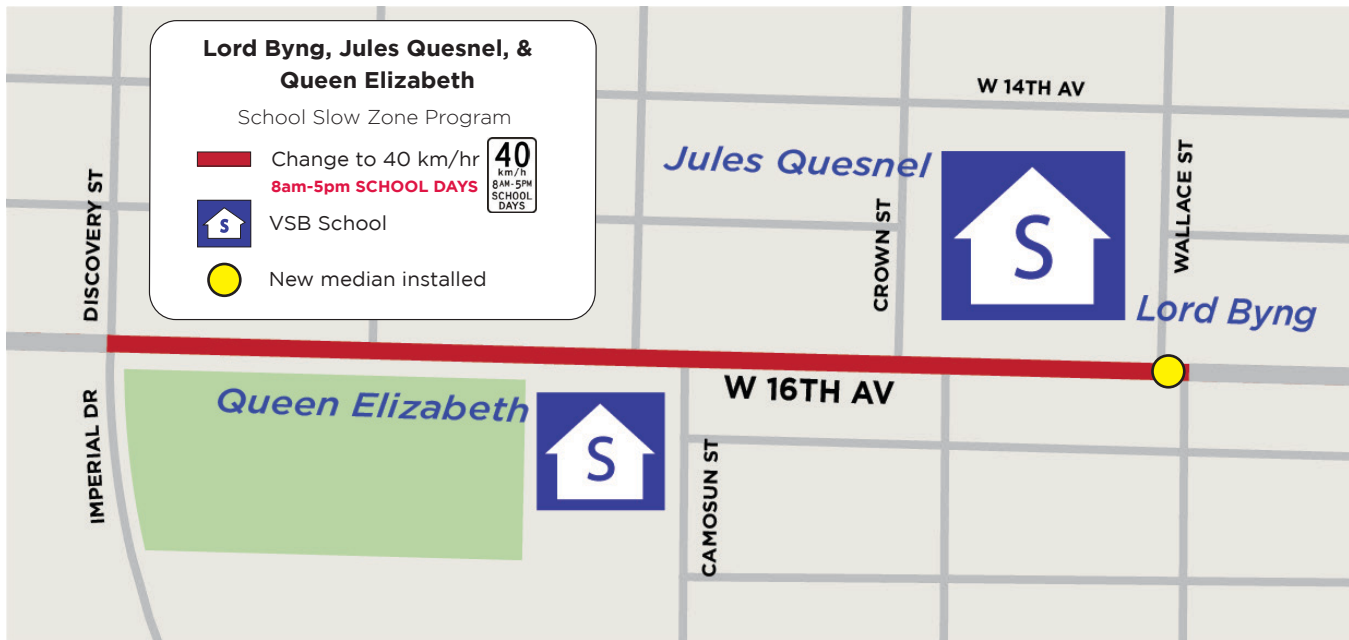 Lord Byng, Jules Quesnel, &
Queen Elizabeth
School Slow Zone Program
Change to 40 km/hr
8am-5pm SCHOOL DAYS
40
km/h
8AM-5PM
SCHOOL
DAYS
S
VSB School
New median installed
W 14TH AV
Jules Quesnel
S
Lord Byng
DISCOVERY ST
CROWN ST
WALLACE ST
W 16TH AV
Queen Elizabeth
S
IMPERIAL DR
CAMOSUN ST